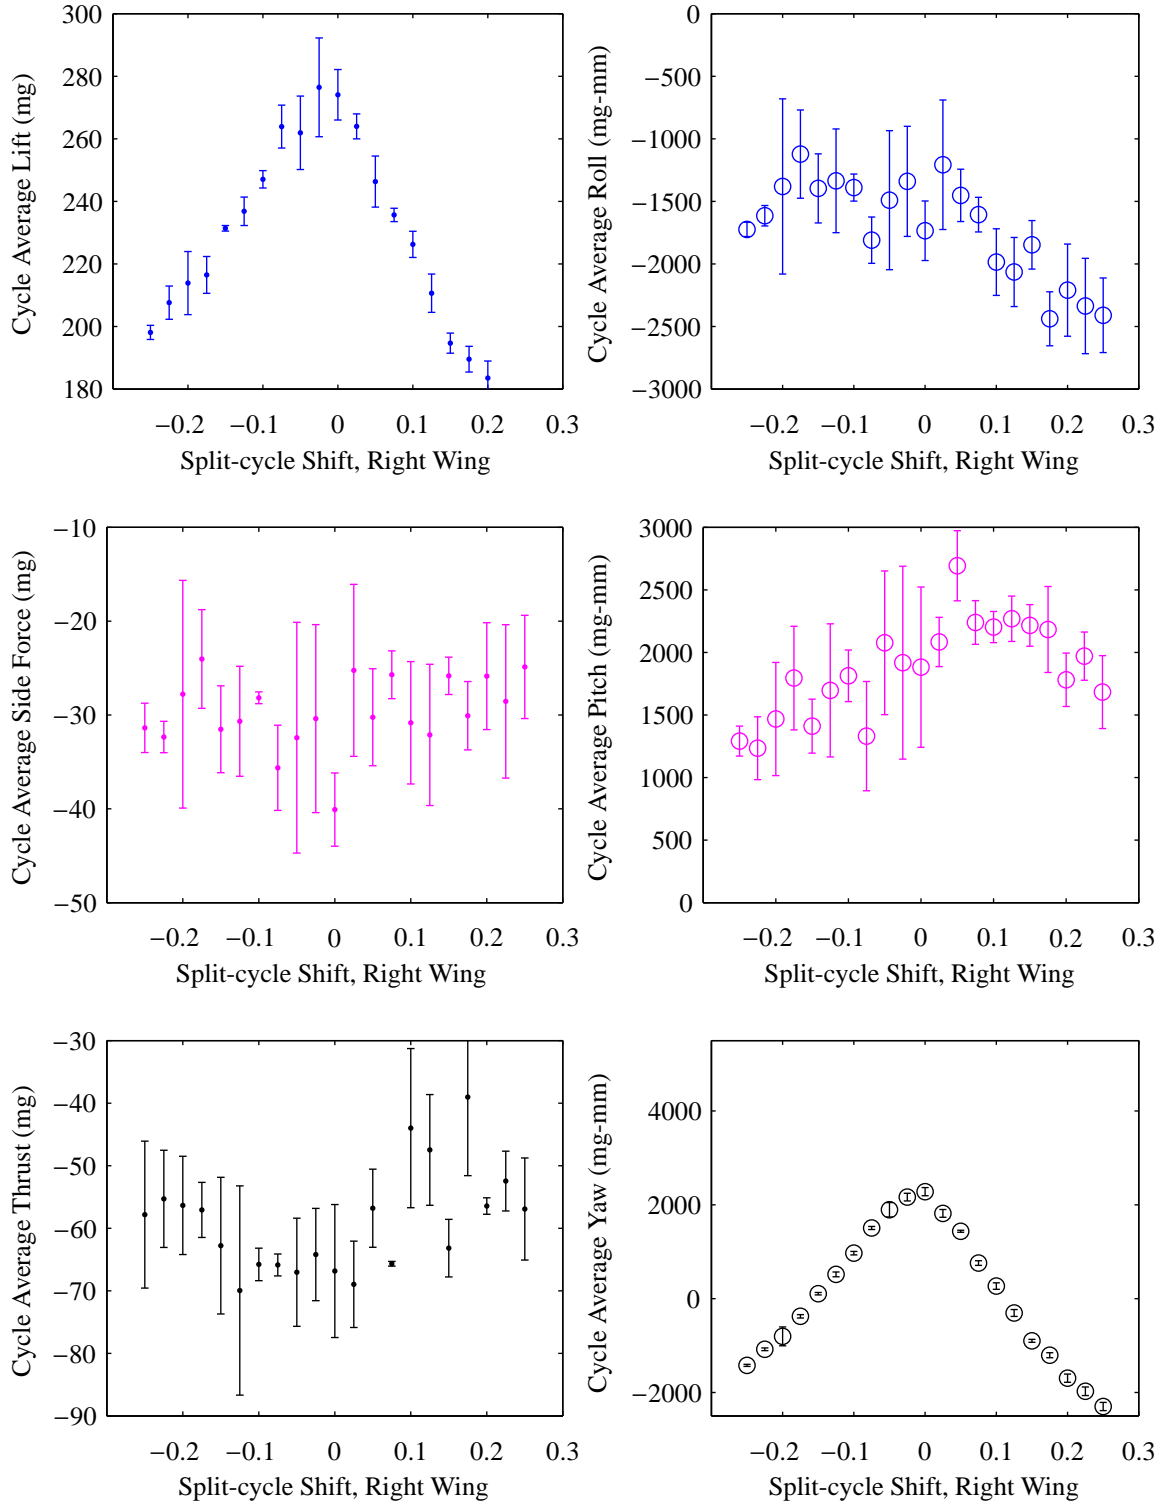 300
280
260
240
220
200
180
−0.2 −0.1 0 0.1 0.2 0.3
Split-cycle Shift, Right Wing
Cycle Average Lift (mg)
0
−500
−1000
−1500
−2000
−2500
−3000
−0.2 −0.1 0 0.1 0.2 0.3
Split-cycle Shift, Right Wing
Cycle Average Roll (mg-mm)
−10
−20
−30
−40
−50
−0.2 −0.1 0 0.1 0.2 0.3
Split-cycle Shift, Right Wing
Cycle Average Side Force (mg)
3000
2500
2000
1500
1000
500
0
−0.2 −0.1 0 0.1 0.2 0.3
Split-cycle Shift, Right Wing
Cycle Average Pitch (mg-mm)
−30
−40
−50
−60
−70
−80
−90
−0.2 −0.1 0 0.1 0.2 0.3
Split-cycle Shift, Right Wing
Cycle Average Thrust (mg)
4000
2000
0
−2000
−0.2 −0.1 0 0.1 0.2 0.3
Split-cycle Shift, Right Wing
Cycle Average Yaw (mg-mm)